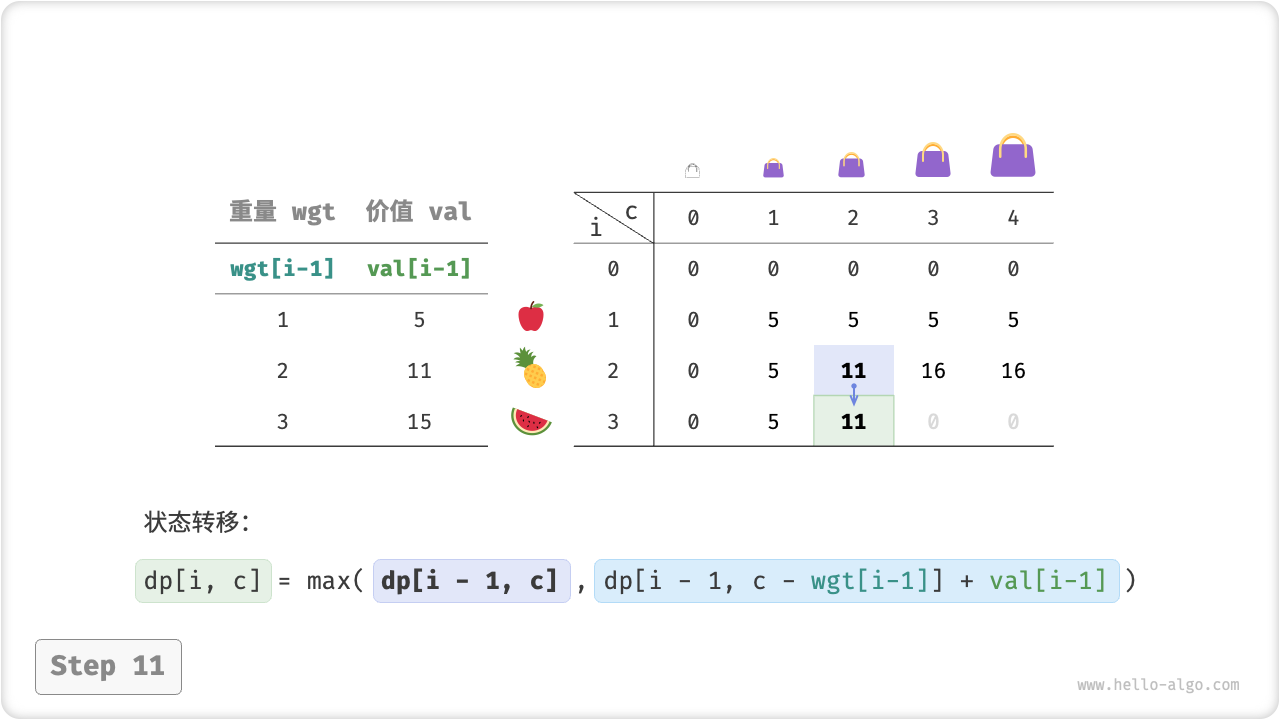 重量 wgt 价值 val
wgt[i-1] val[i-1]
1 5
2 11
3 15
c
i
0 1 2 3 4
0 0 0 0 0 0
1 0 5 5 5 5
2 0 5 11 16 16
3 0 5 11 0 0
状态转移：
dp[i, c] = max( dp[i - 1, c] , dp[i - 1, c - wgt[i-1]] + val[i-1] )
Step 11
www.hello-algo.com